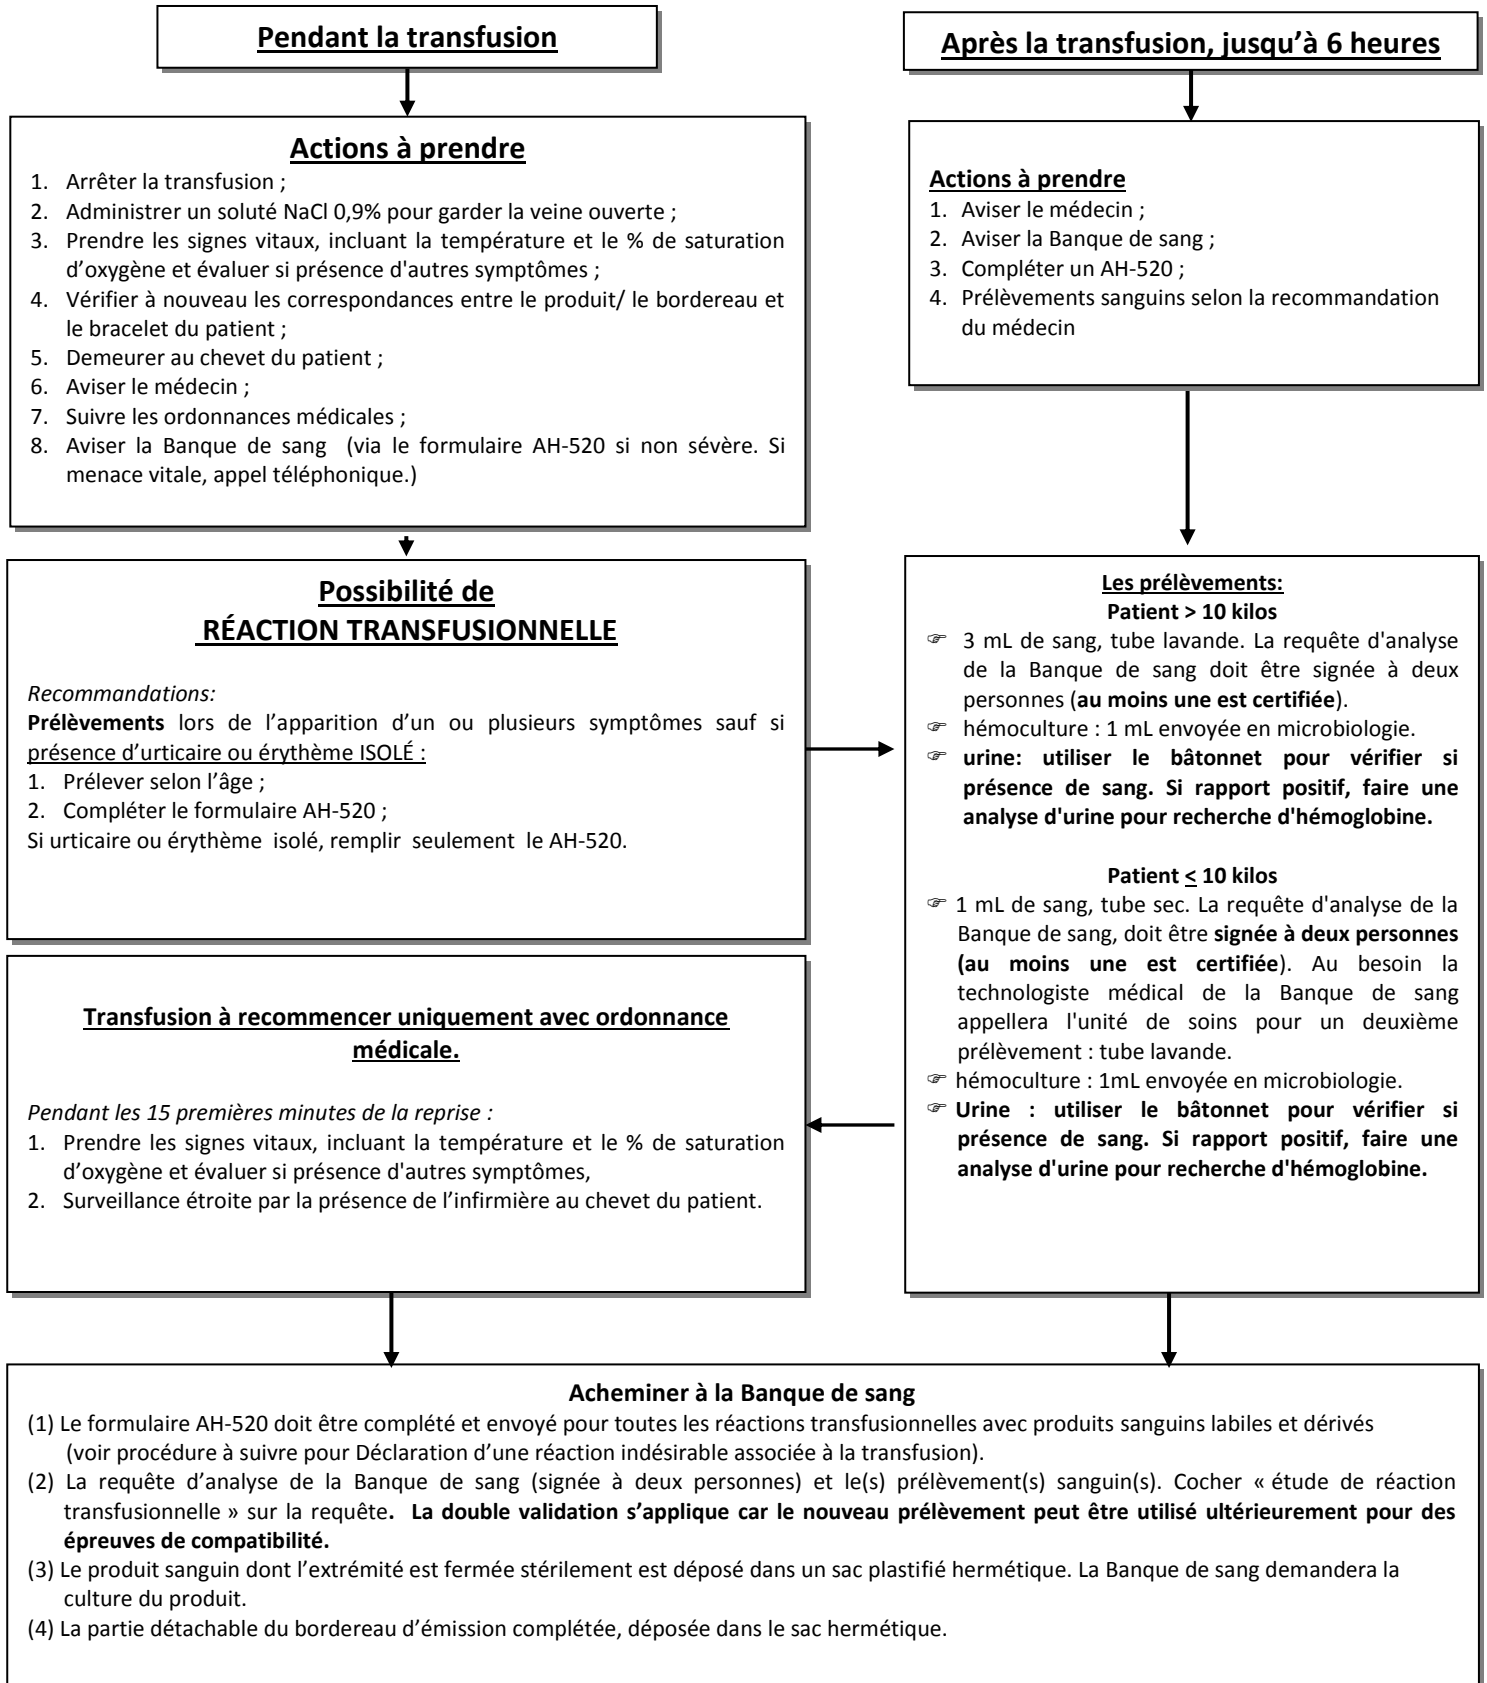 Pendant la transfusion
Actions à prendre
1. Arrêter la transfusion ;
2. Administrer un soluté NaCl 0,9% pour garder la veine ouverte ;
3. Prendre les signes vitaux, incluant la température et le % de saturation
d’oxygène et évaluer si présence d'autres symptômes ;
4. Vérifier à nouveau les correspondances entre le produit/ le bordereau et
le bracelet du patient ;
5. Demeurer au chevet du patient ;
6. Aviser le médecin ;
7. Suivre les ordonnances médicales ;
8. Aviser la Banque de sang (via le formulaire AH-520 si non sévère. Si
menace vitale, appel téléphonique.)
Possibilité de
RÉACTION TRANSFUSIONNELLE
Recommandations:
Prélèvements lors de l’apparition d’un ou plusieurs symptômes sauf si
présence d’urticaire ou érythème ISOLÉ :
1. Prélever selon l’âge ;
2. Compléter le formulaire AH-520 ;
Si urticaire ou érythème isolé, remplir seulement le AH-520.
Transfusion à recommencer uniquement avec ordonnance
médicale.
Pendant les 15 premières minutes de la reprise :
1. Prendre les signes vitaux, incluant la température et le % de saturation
d’oxygène et évaluer si présence d'autres symptômes,
2. Surveillance étroite par la présence de l’infirmière au chevet du patient.
Après la transfusion, jusqu’à 6 heures
Actions à prendre
1. Aviser le médecin ;
2. Aviser la Banque de sang ;
3. Compléter un AH-520 ;
4. Prélèvements sanguins selon la recommandation
du médecin
Les prélèvements:
Patient > 10 kilos
☞ 3 mL de sang, tube lavande. La requête d'analyse
de la Banque de sang doit être signée à deux
personnes (au moins une est certifiée).
☞ hémoculture : 1 mL envoyée en microbiologie.
☞ urine: utiliser le bâtonnet pour vérifier si
présence de sang. Si rapport positif, faire une
analyse d'urine pour recherche d'hémoglobine.
Patient ≤ 10 kilos
☞ 1 mL de sang, tube sec. La requête d'analyse de la
Banque de sang, doit être signée à deux personnes
(au moins une est certifiée). Au besoin la
technologiste médical de la Banque de sang
appellera l'unité de soins pour un deuxième
prélèvement : tube lavande.
☞ hémoculture : 1mL envoyée en microbiologie.
☞ Urine : utiliser le bâtonnet pour vérifier si
présence de sang. Si rapport positif, faire une
analyse d'urine pour recherche d'hémoglobine.
Acheminer à la Banque de sang
(1) Le formulaire AH-520 doit être complété et envoyé pour toutes les réactions transfusionnelles avec produits sanguins labiles et dérivés
(voir procédure à suivre pour Déclaration d’une réaction indésirable associée à la transfusion).
(2) La requête d’analyse de la Banque de sang (signée à deux personnes) et le(s) prélèvement(s) sanguin(s). Cocher « étude de réaction
transfusionnelle » sur la requête. La double validation s’applique car le nouveau prélèvement peut être utilisé ultérieurement pour des
épreuves de compatibilité.
(3) Le produit sanguin dont l’extrémité est fermée stérilement est déposé dans un sac plastifié hermétique. La Banque de sang demandera la
culture du produit.
(4) La partie détachable du bordereau d’émission complétée, déposée dans le sac hermétique.